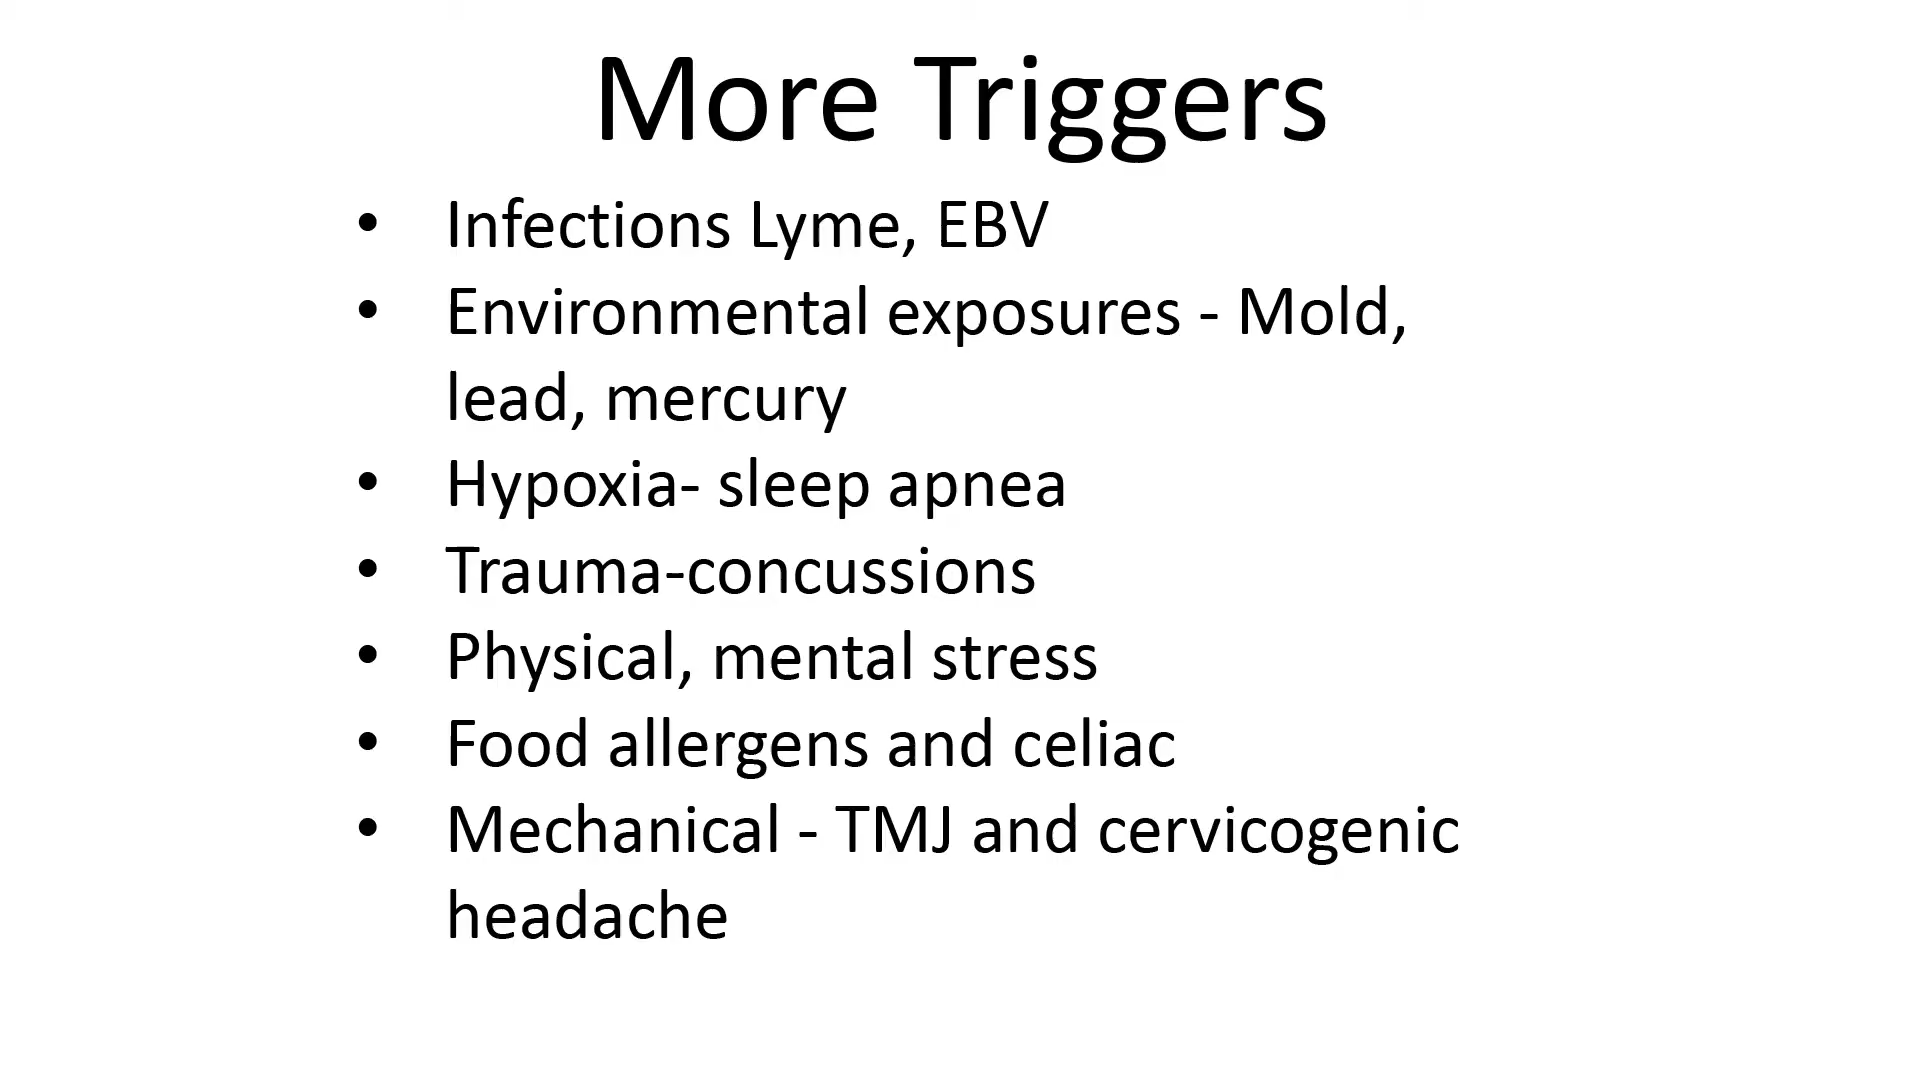 More Triggers
• Infections Lyme, EBV
• Environmental exposures - Mold,
lead, mercury
• Hypoxia- sleep apnea
• Trauma-concussions
• Physical, mental stress
• Food allergens and celiac
• Mechanical - TMJ and cervicogenic
headache